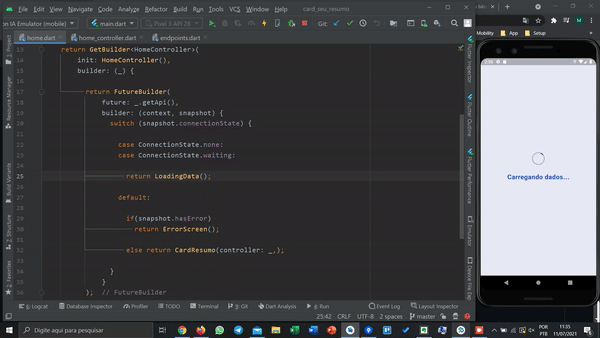 on IA Emulator (mobile)
main.dart
Pixel 3 API 28
card_seu_resumo
View
Navigate
Code
Analyze
Refactor
Build
Run
Tools
Git
Window
Help
home.dart
home_controller.dart
endpoints.dart
13 return GetBuilder<HomeController>(
14 init: HomeController(),
15 builder: (_) {
16
17 return FutureBuilder(
18 future: _.getApi(),
19 builder: (context, snapshot) {
20 switch (snapshot.connectionState) {
21
22 case ConnectionState.none:
23 case ConnectionState.waiting:
24
25 return LoadingData();
26
27 default:
28
29 if(snapshot.hasError)
30 return ErrorScreen();
31
32 else return CardResumo(controller: _,);
33
34 }
35 }
36 ); // FutureBuilder
1: Project
Resource Manager
Build Variants
Z: Structure
2: Favorites
Flutter Inspector
Flutter Outline
Flutter Performance
Emulator
Device File Exp
6: Logcat
Database Inspector
Profiler
TODO
Terminal
9: Git
Dart Analysis
4: Run
Event Log
Layout Inspector
25:42 CRLF UTF-8 2 spaces master
Mobility
App
Setup
Carregando dados...
Digite aqui para pesquisar
POR
PTB
11:35
11/07/2021